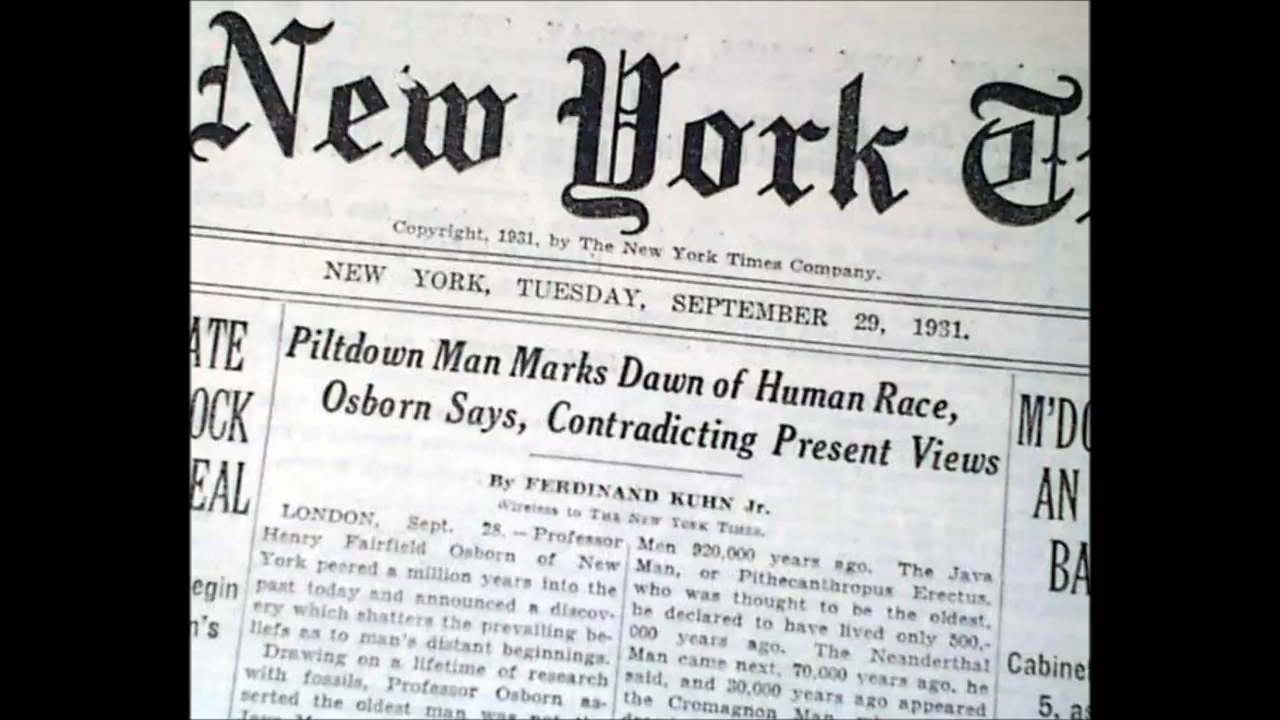 New York T
Copyright, 1931, by The New York Times Company.
NEW YORK, TUESDAY, SEPTEMBER 29, 1931.
ATE
OCK
EAL
egin
n's
Piltdown Man Marks Dawn of Human Race,
Osborn Says, Contradicting Present Views
By FERDINAND KUHN Jr.
Wireless to THE NEW YORK TIMES.
LONDON, Sept. 28. — Professor
Henry Fairfield Osborn of New
York peered a million years into the
past today and announced a discov-
ery which shatters the prevailing be-
liefs as to man's distant beginnings.
Drawing on a lifetime of research
with fossils, Professor Osborn as-
serted the oldest man was not the
Men 920,000 years ago. The Java
Man, or Pithecanthropus Erectus,
who was thought to be the oldest,
he declared to have lived only 500,-
000 years ago. The Neanderthal
Man came next, 70,000 years ago, he
said, and 30,000 years ago appeared
the Cromagnon Man,
M'DO
AN
BA
Cabine
5, as